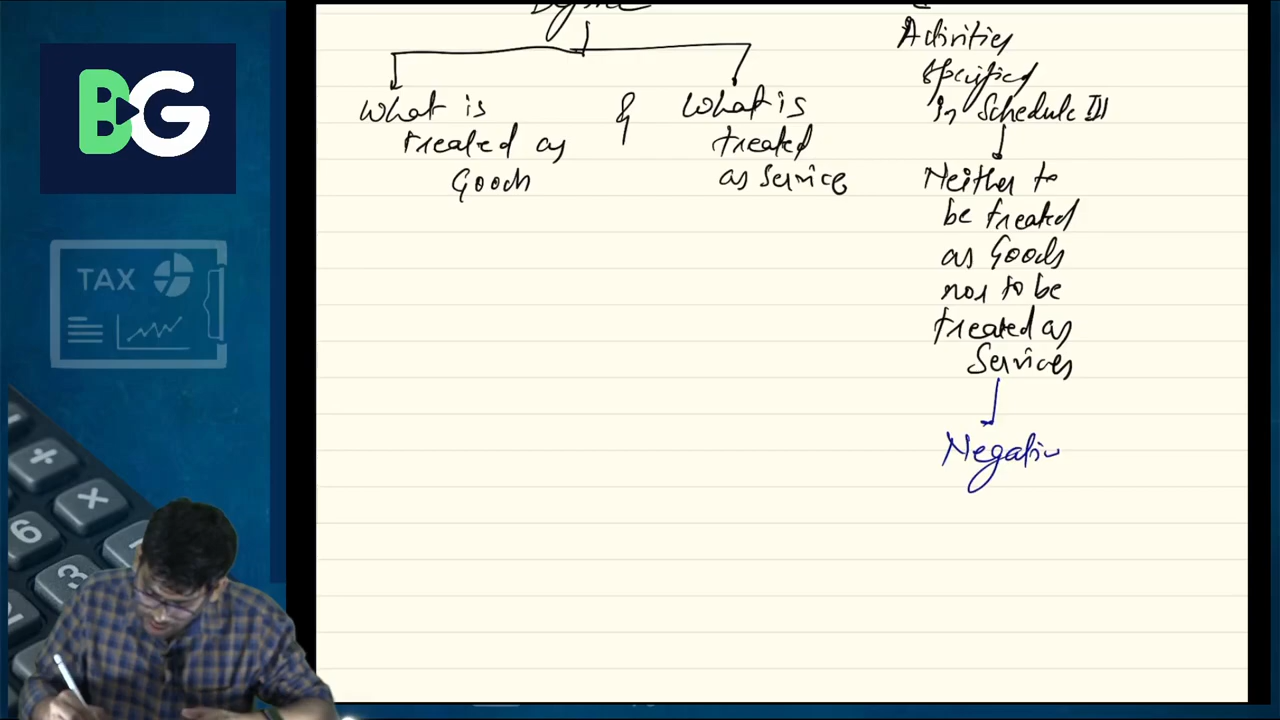 BG
TAX
What is
treated as
Goods
&
What is
treated
as Service
Activities
specified
In Schedule III
Neither to
be treated
as Goods
nor to be
treated as
Services
Negativ